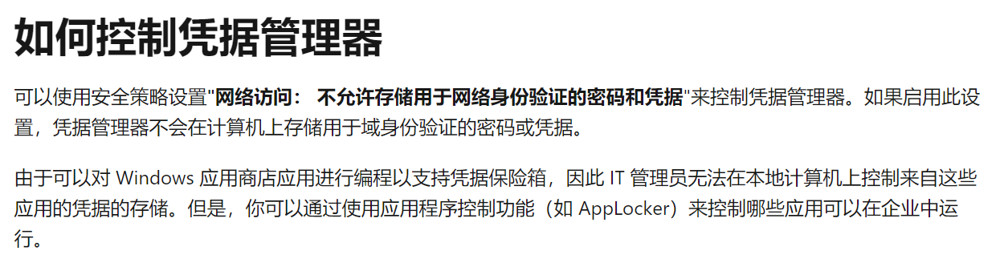 如何控制凭据管理器
可以使用安全策略设置"网络访问： 不允许存储用于网络身份验证的密码和凭据"来控制凭据管理器。如果启用此设
置，凭据管理器不会在计算机上存储用于域身份验证的密码或凭据。
由于可以对 Windows 应用商店应用进行编程以支持凭据保险箱，因此 IT 管理员无法在本地计算机上控制来自这些
应用的凭据的存储。但是，你可以通过使用应用程序控制功能（如 AppLocker）来控制哪些应用可以在企业中运
行。